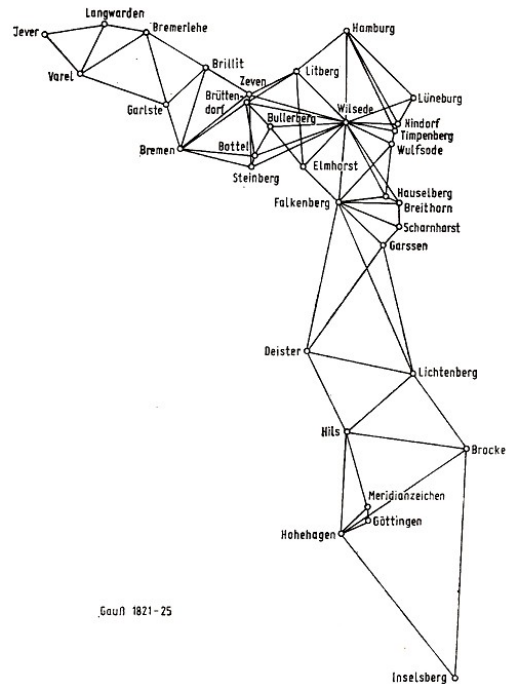 Langwarden
Hamburg
Jever
Bremerlehe
Brillit
Litberg
Varel
Zeven
Lüneburg
Garlste
Brütten-
dorf
Wilsede
Bullerberg
Nindorf
Timpenberg
Bremen
Bottel
Wulfsode
Steinberg
Elmhorst
Falkenberg
Hauselberg
Breithorn
Scharnhorst
Garssen
Deister
Lichtenberg
Hils
Brocken
Meridianzeichen
Göttingen
Hohehagen
Gauß 1821-25
Inselsberg